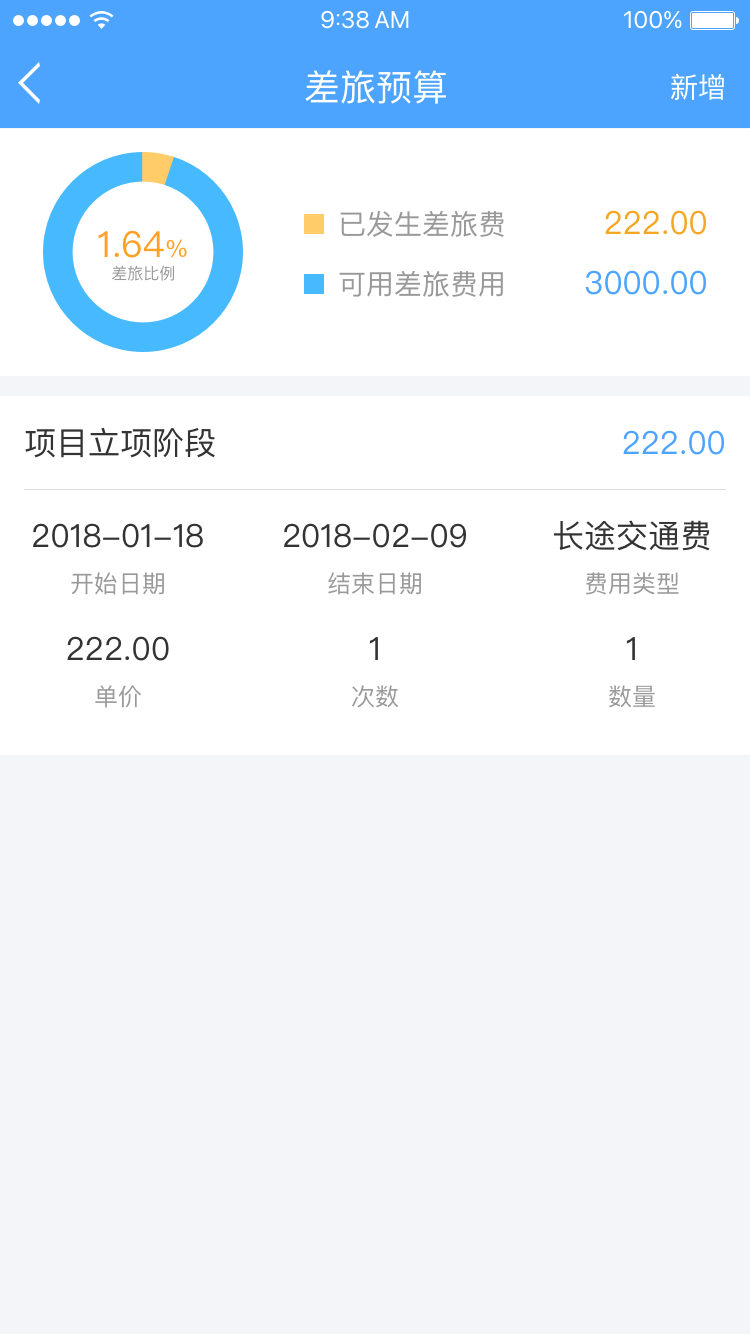 9:38 AM 100%
差旅预算 新增
1.64%
差旅比例
已发生差旅费 222.00
可用差旅费用 3000.00
项目立项阶段 222.00
2018–01–18 2018–02–09 长途交通费
开始日期 结束日期 费用类型
222.00 1 1
单价 次数 数量